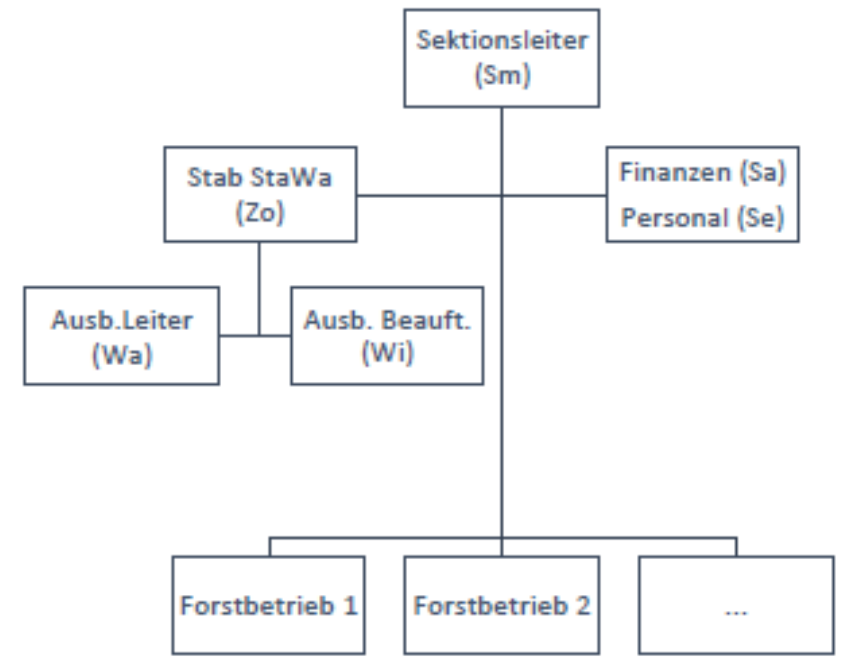 Sektionsleiter
(Sm)
Stab StaWa
(Zo)
Finanzen (Sa)
Personal (Se)
Ausb.Leiter
(Wa)
Ausb. Beauft.
(Wi)
Forstbetrieb 1
Forstbetrieb 2
...